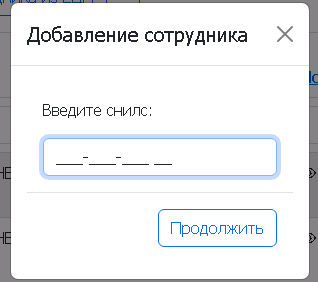 Добавление сотрудника
Введите снилс:
___-___-___ __
Продолжить